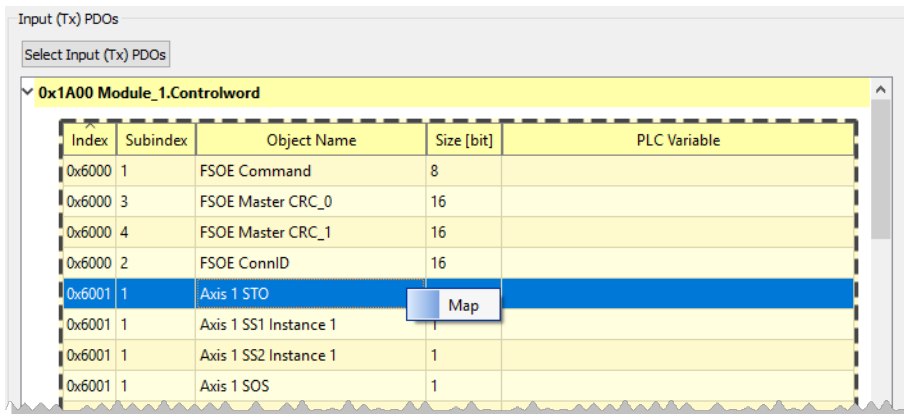 Input (Tx) PDOs
Select Input (Tx) PDOs
0x1A00 Module_1.Controlword
Index Subindex Object Name Size [bit] PLC Variable
0x6000 1 FSOE Command 8
0x6000 3 FSOE Master CRC_0 16
0x6000 4 FSOE Master CRC_1 16
0x6000 2 FSOE ConnID 16
0x6001 1 Axis 1 STO
Map
0x6001 1 Axis 1 SS1 Instance 1 1
0x6001 1 Axis 1 SS2 Instance 1 1
0x6001 1 Axis 1 SOS 1